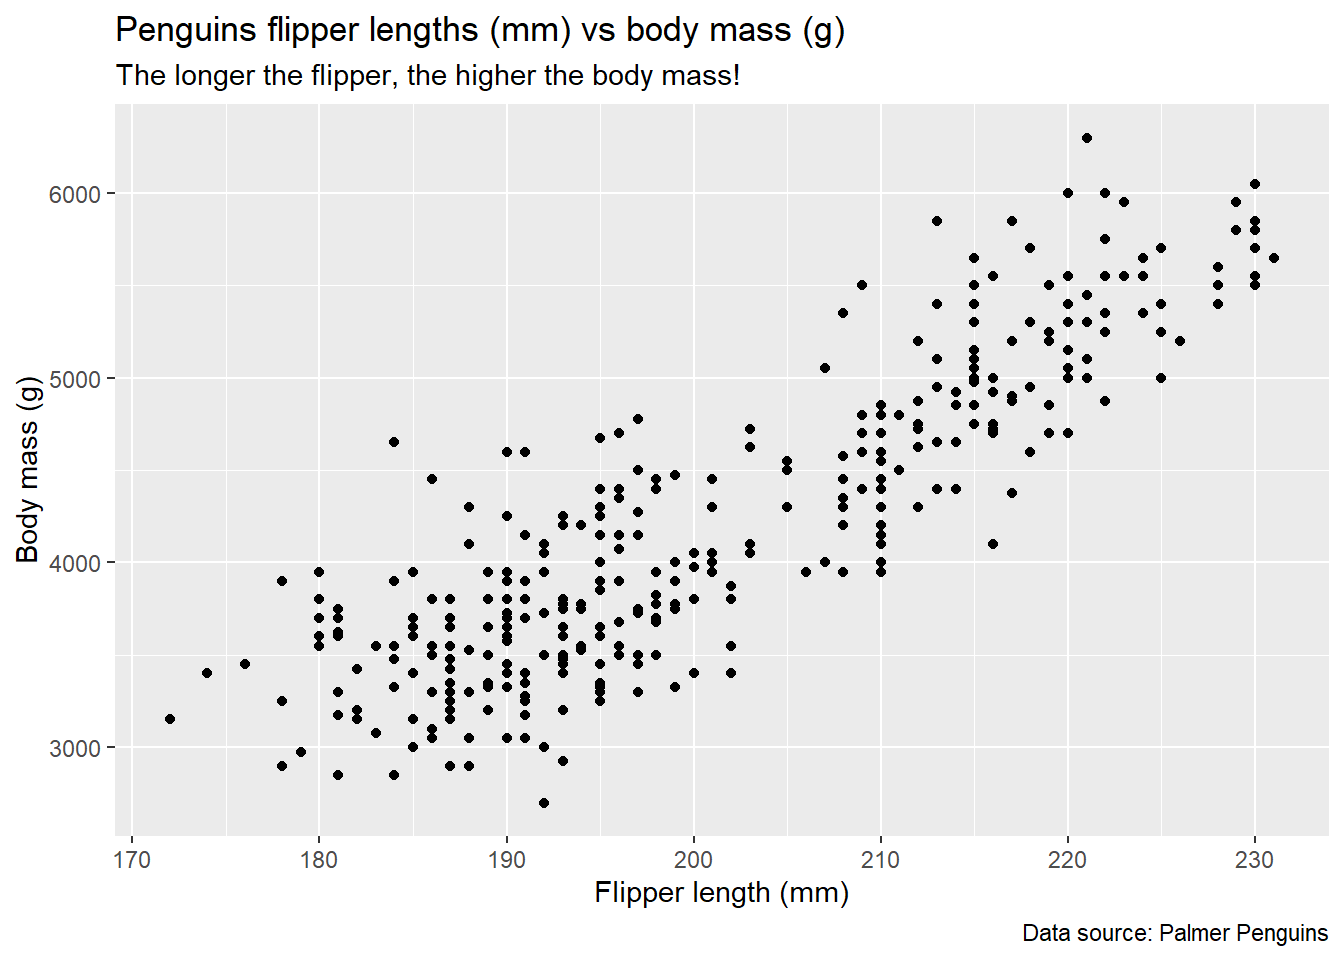 Penguins flipper lengths (mm) vs body mass (g)
The longer the flipper, the higher the body mass!
6000
5000
4000
3000
Body mass (g)
170 180 190 200 210 220 230
Flipper length (mm)
Data source: Palmer Penguins